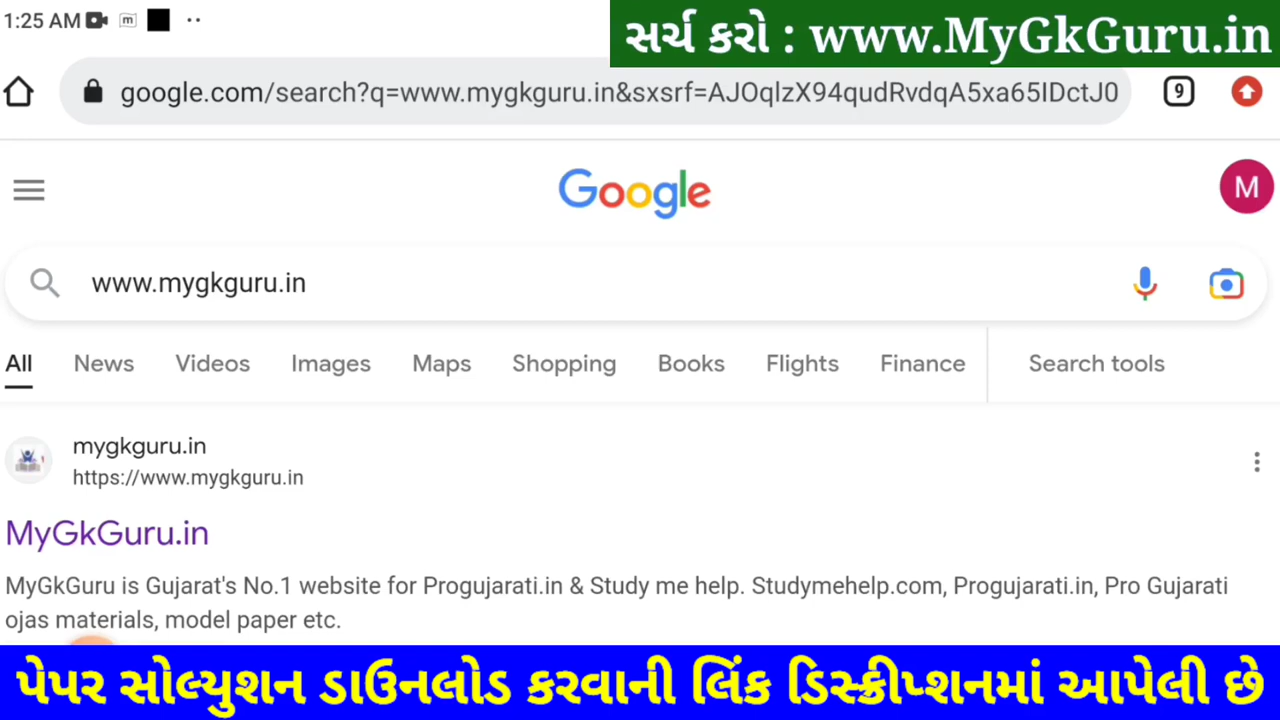 1:25 AM
સર્ચ કરો : www.MyGkGuru.in
google.com/search?q=www.mygkguru.in&sxsrf=AJOqlzX94qudRvdqA5xa65IDctJ0
9
Google
M
www.mygkguru.in
All News Videos Images Maps Shopping Books Flights Finance Search tools
mygkguru.in
https://www.mygkguru.in
MyGkGuru.in
MyGkGuru is Gujarat's No.1 website for Progujarati.in & Study me help. Studymehelp.com, Progujarati.in, Pro Gujarati
ojas materials, model paper etc.
પેપર સોલ્યુશન ડાઉનલોડ કરવાની લિંક ડિસ્ક્રીપ્શનમાં આપેલી છે